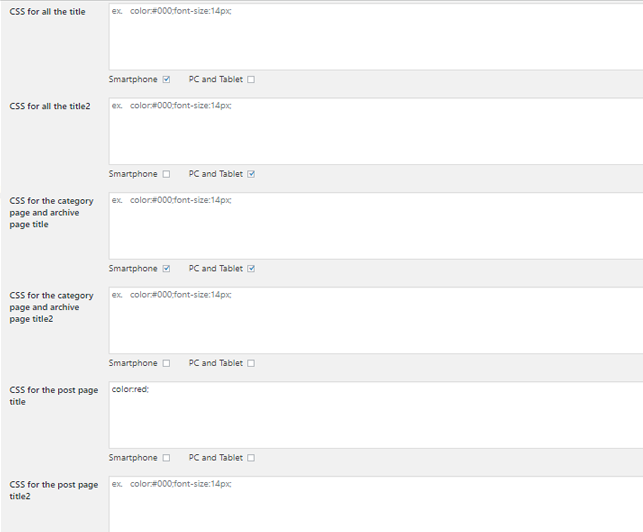 CSS for all the title
ex. color:#000;font-size:14px;
Smartphone PC and Tablet
CSS for all the title2
ex. color:#000;font-size:14px;
Smartphone PC and Tablet
CSS for the category
page and archive
page title
ex. color:#000;font-size:14px;
Smartphone PC and Tablet
CSS for the category
page and archive
page title2
ex. color:#000;font-size:14px;
Smartphone PC and Tablet
CSS for the post page
title
color:red;
Smartphone PC and Tablet
CSS for the post page
title2
ex. color:#000;font-size:14px;